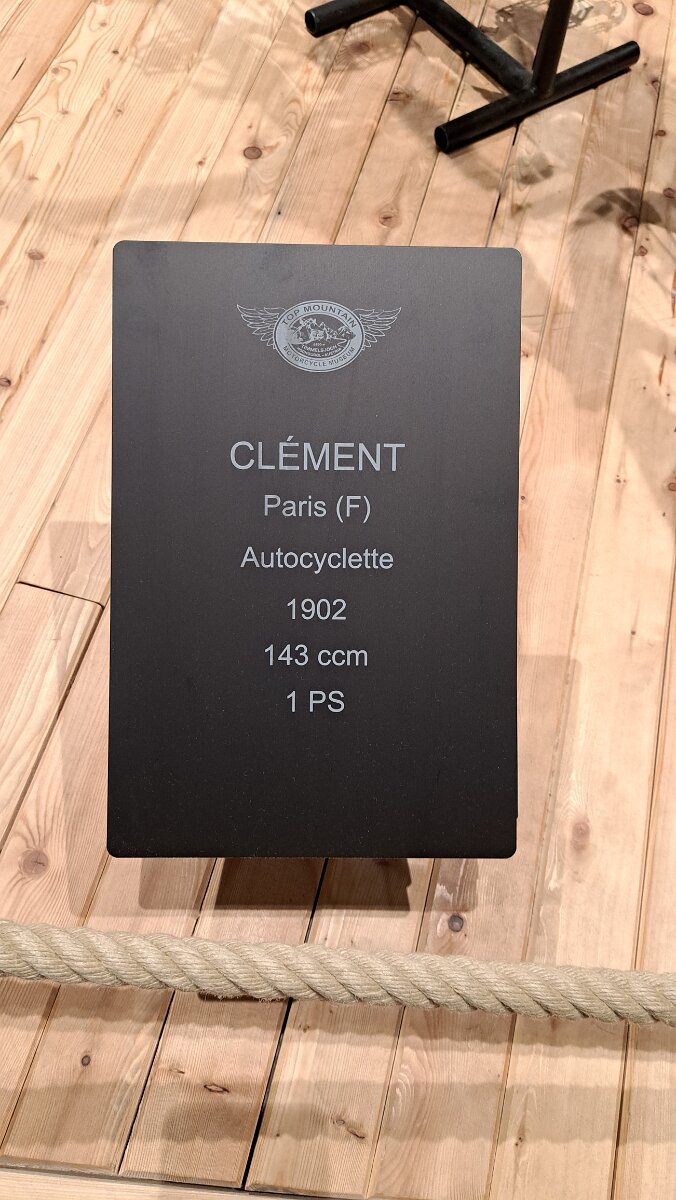 TOP MOUNTAIN
MOTORCYCLE MUSEUM
CLÉMENT
Paris (F)
Autocyclette
1902
143 ccm
1 PS